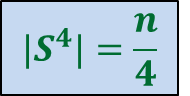 |S⁴| = n/4